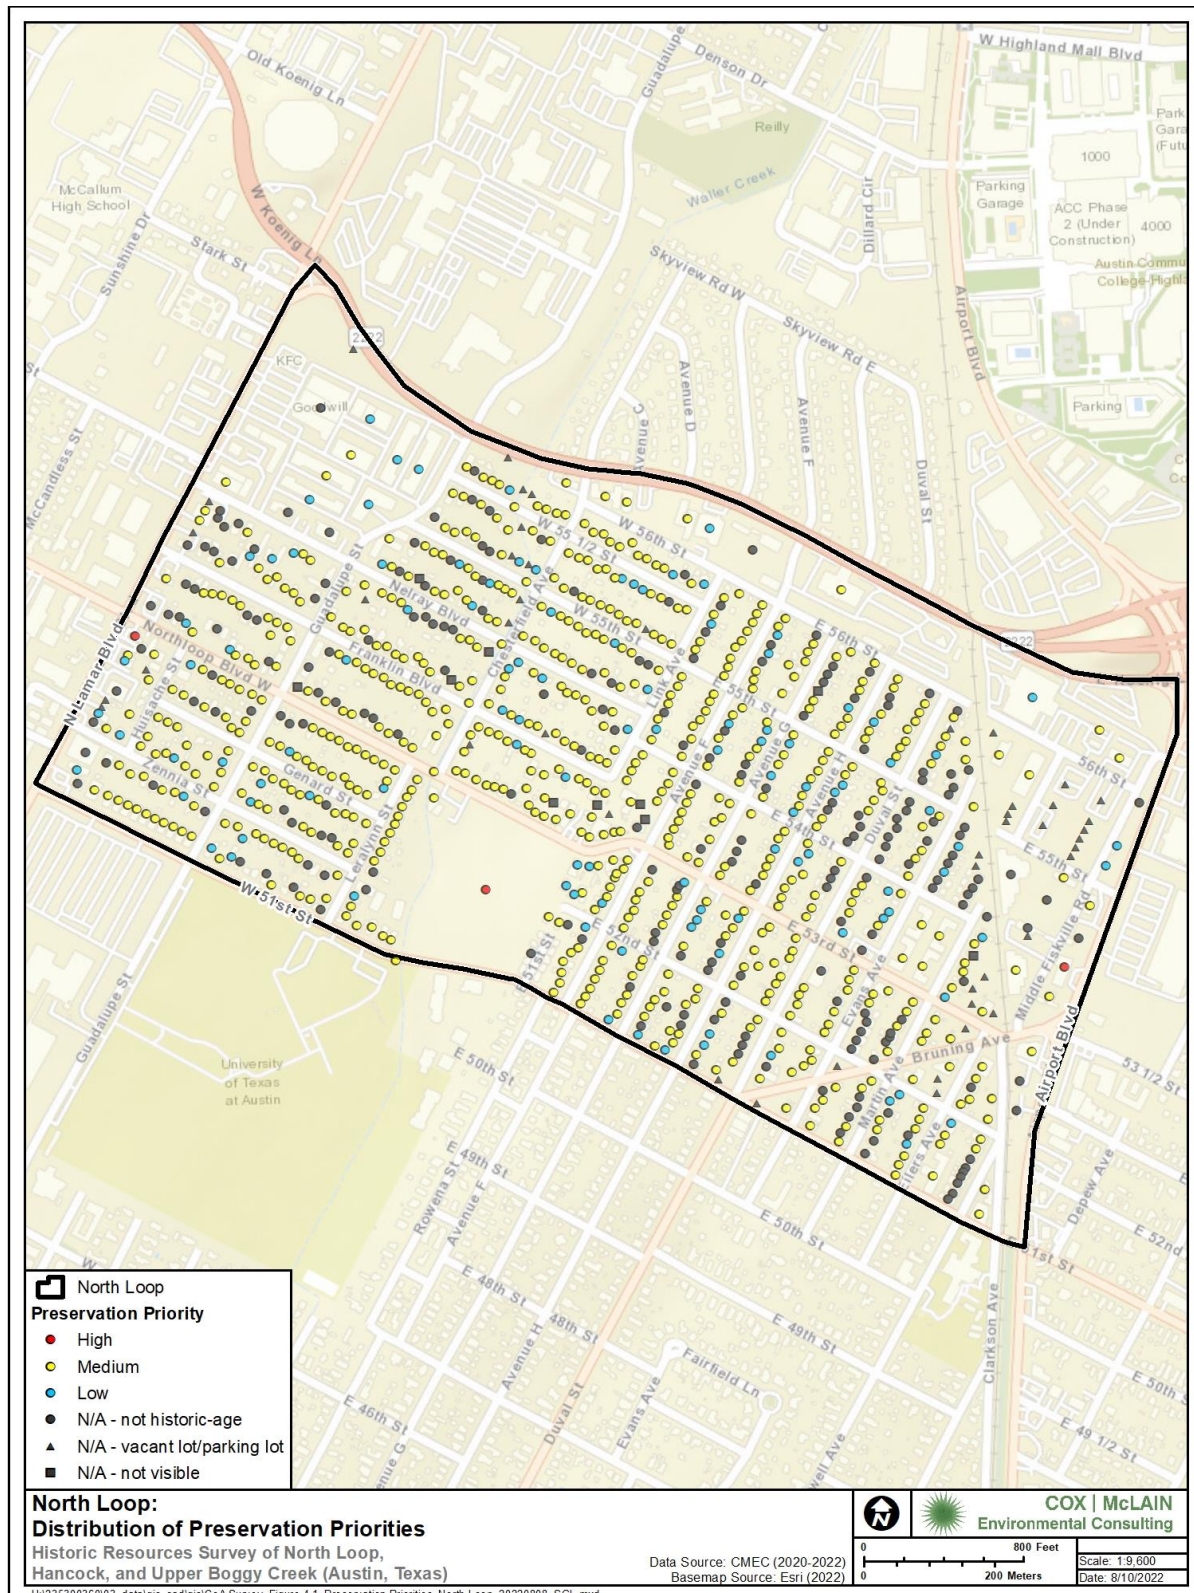 Old Koenig Ln
Guadalupe
Denson Dr
W Highland Mall Blvd
Reilly
Waller Creek
Dillard Cir
1000
Parking
Garage
ACC Phase
2 (Under
Construction)
4000
McCallum
High School
Sunshine Dr
Stark St
W Koenig Ln
Skyview Rd W
Skyview Rd E
Airport Blvd
2222
KFC
Goodwill
Avenue C
Avenue D
Avenue F
Duval St
Parking
McCandless St
W 56th St
W 55 1/2 St
Guadalupe St
Chesterfield Ave
Nelray Blvd
W 55th St
Franklin Blvd
E 56th St
2222
N Lamar Blvd
Northloop Blvd W
Huisache St
Link Ave
E 55th St
Avenue F
Avenue G
Avenue H
56th St
Zennia St
Genard St
Leralynn St
E 54th St
Duval St
E 55th St
W 51st St
E 52nd St
E 51st St
E 53rd St
Evans Ave
Middle Fiskville Rd
Guadalupe St
University
of Texas
at Austin
E 50th St
Martin Ave
Bruning Ave
Airport Blvd
53 1/2 St
Eilers Ave
E 49th St
Rowena St
Avenue F
E 50th St
E 51st St
Depew Ave
E 52nd
E 48th St
48th St
Avenue H
E 49th St
Clarkson Ave
Fairfield Ln
E 46th St
Duval St
Evans Ave
E 50th S
E 49 1/2 St
North Loop
Preservation Priority
High
Medium
Low
N/A - not historic-age
N/A - vacant lot/parking lot
N/A - not visible
North Loop:
Distribution of Preservation Priorities
Historic Resources Survey of North Loop,
Hancock, and Upper Boggy Creek (Austin, Texas)
Data Source: CMEC (2020-2022)
Basemap Source: Esri (2022)
N
COX | McLAIN
Environmental Consulting
0 800 Feet
0 200 Meters
Scale: 1:9,600
Date: 8/10/2022